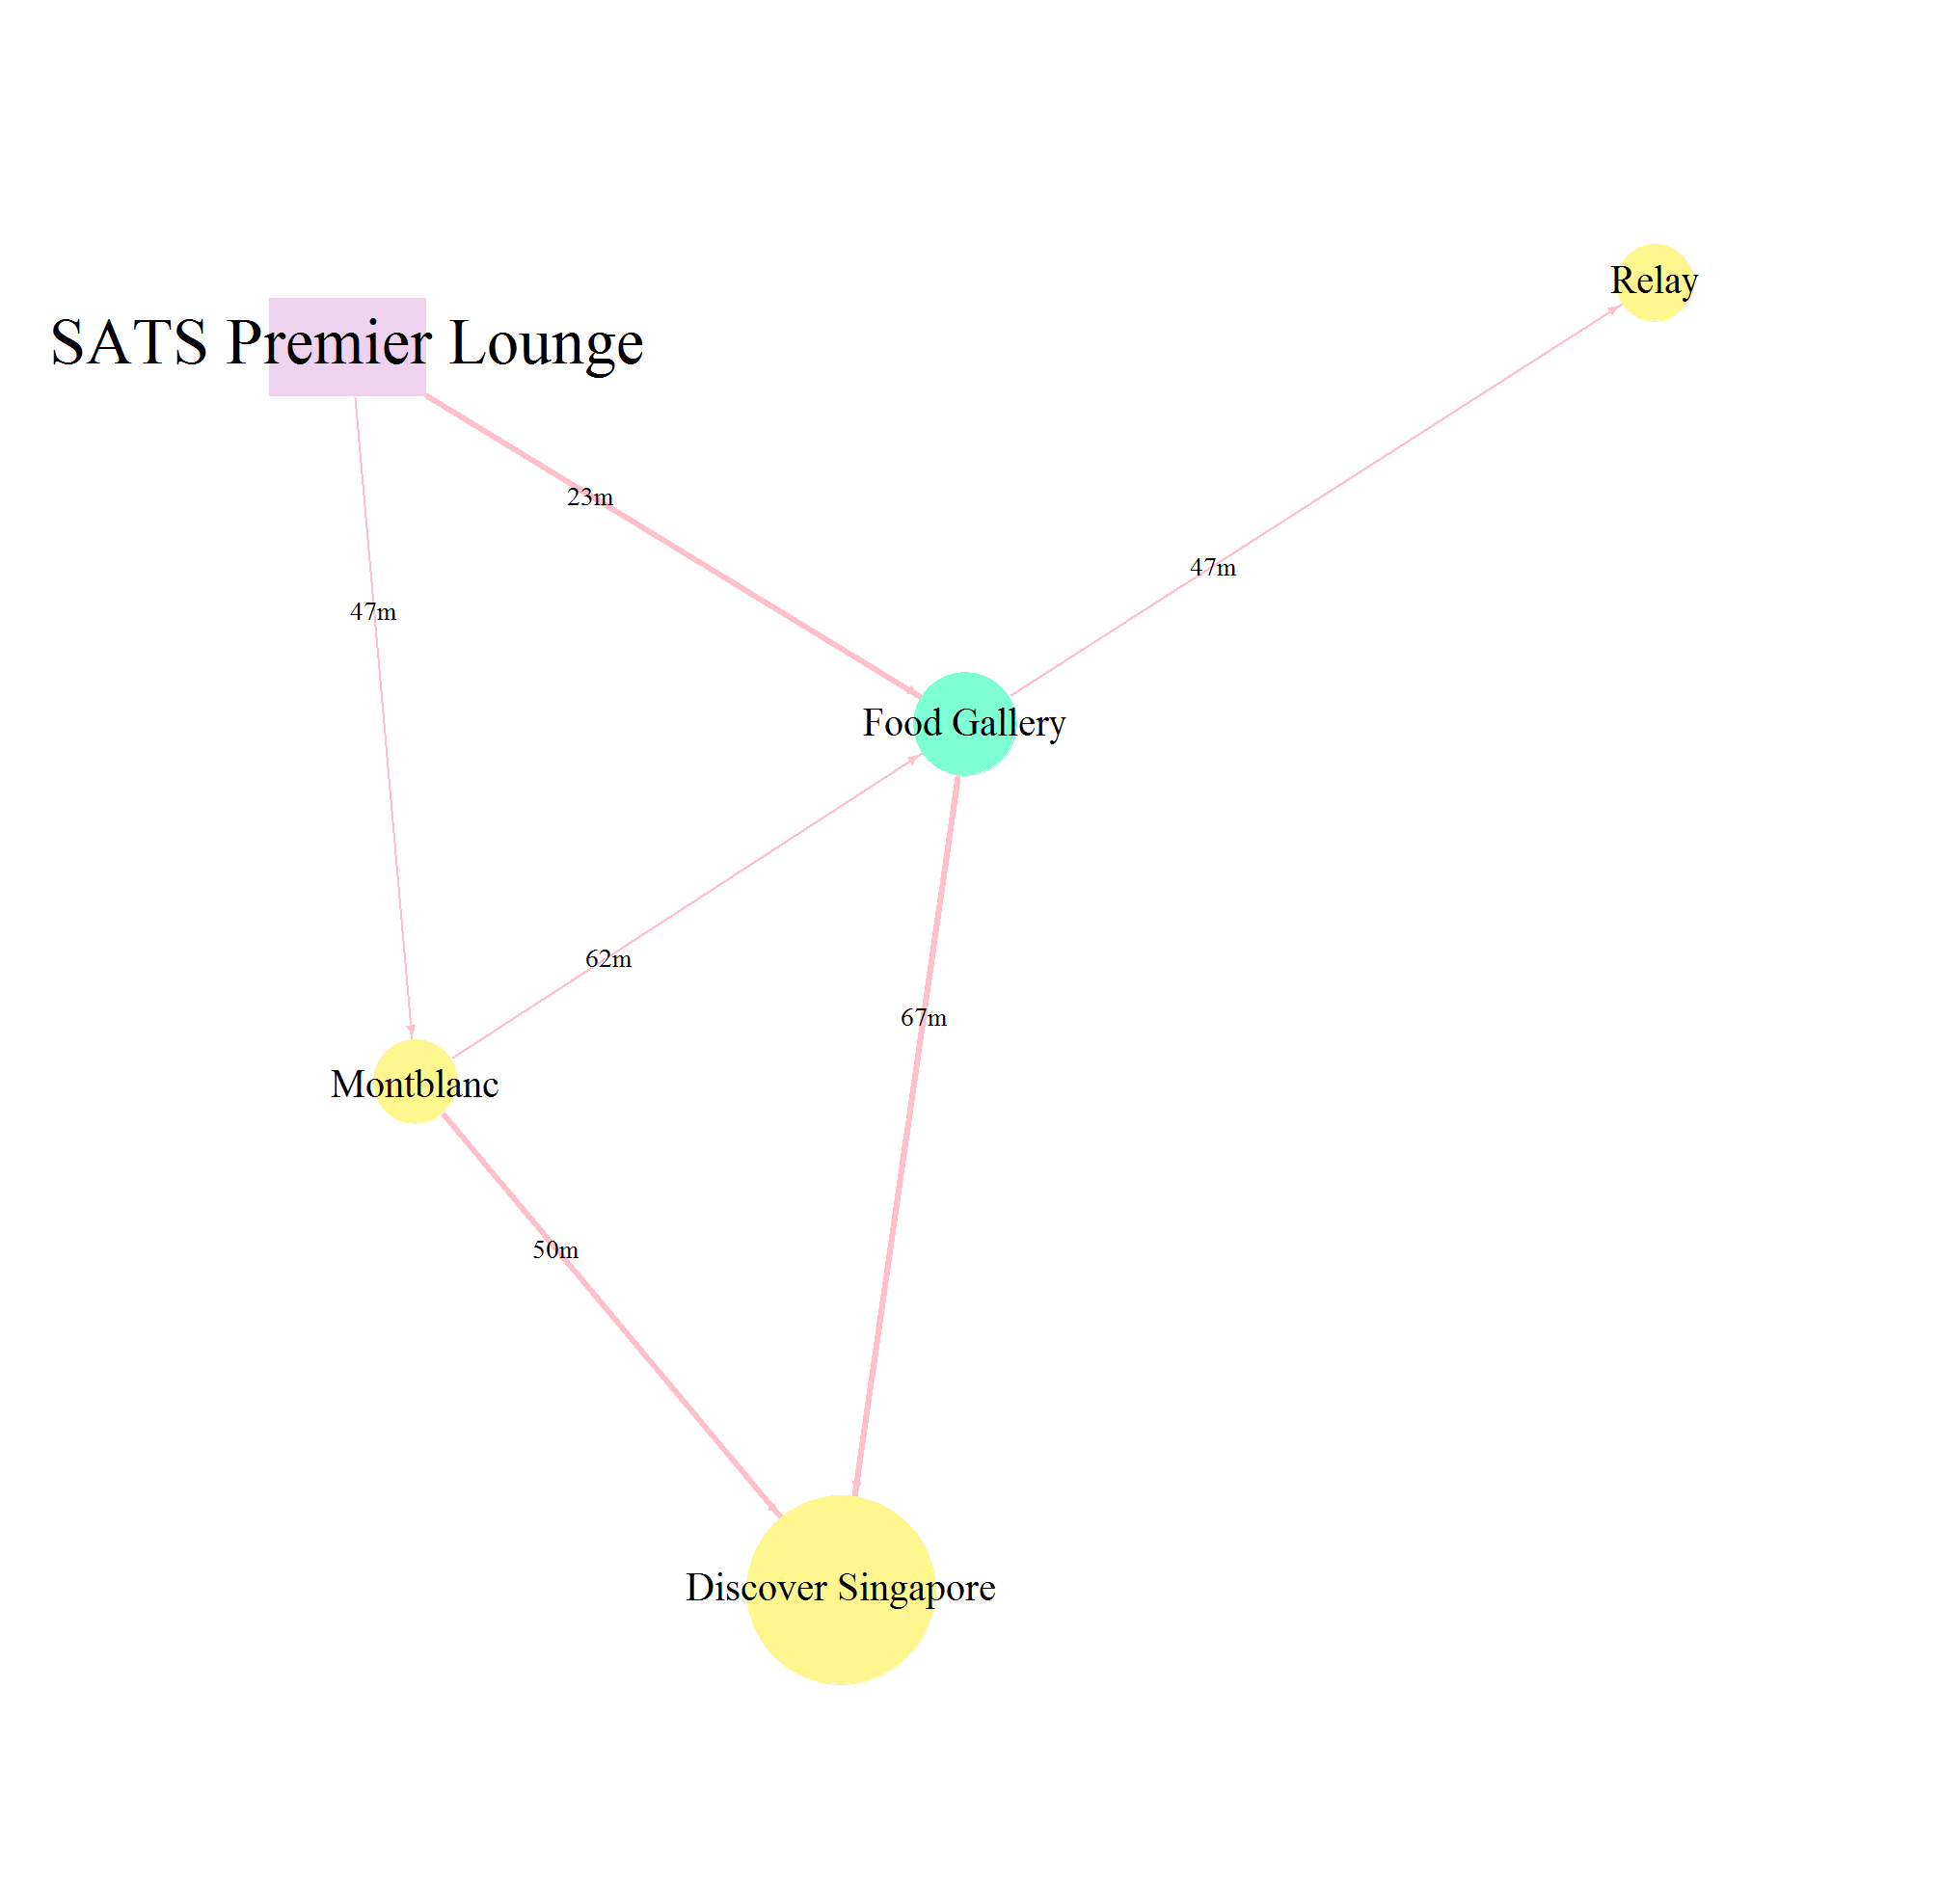 Relay
SATS Premier Lounge
23m
47m
47m
Food Gallery
62m
67m
Montblanc
50m
Discover Singapore